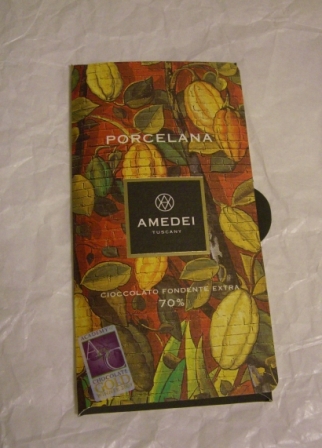 PORCELANA
AMEDEI
TUSCANY
CIOCCOLATO FONDENTE EXTRA
70%